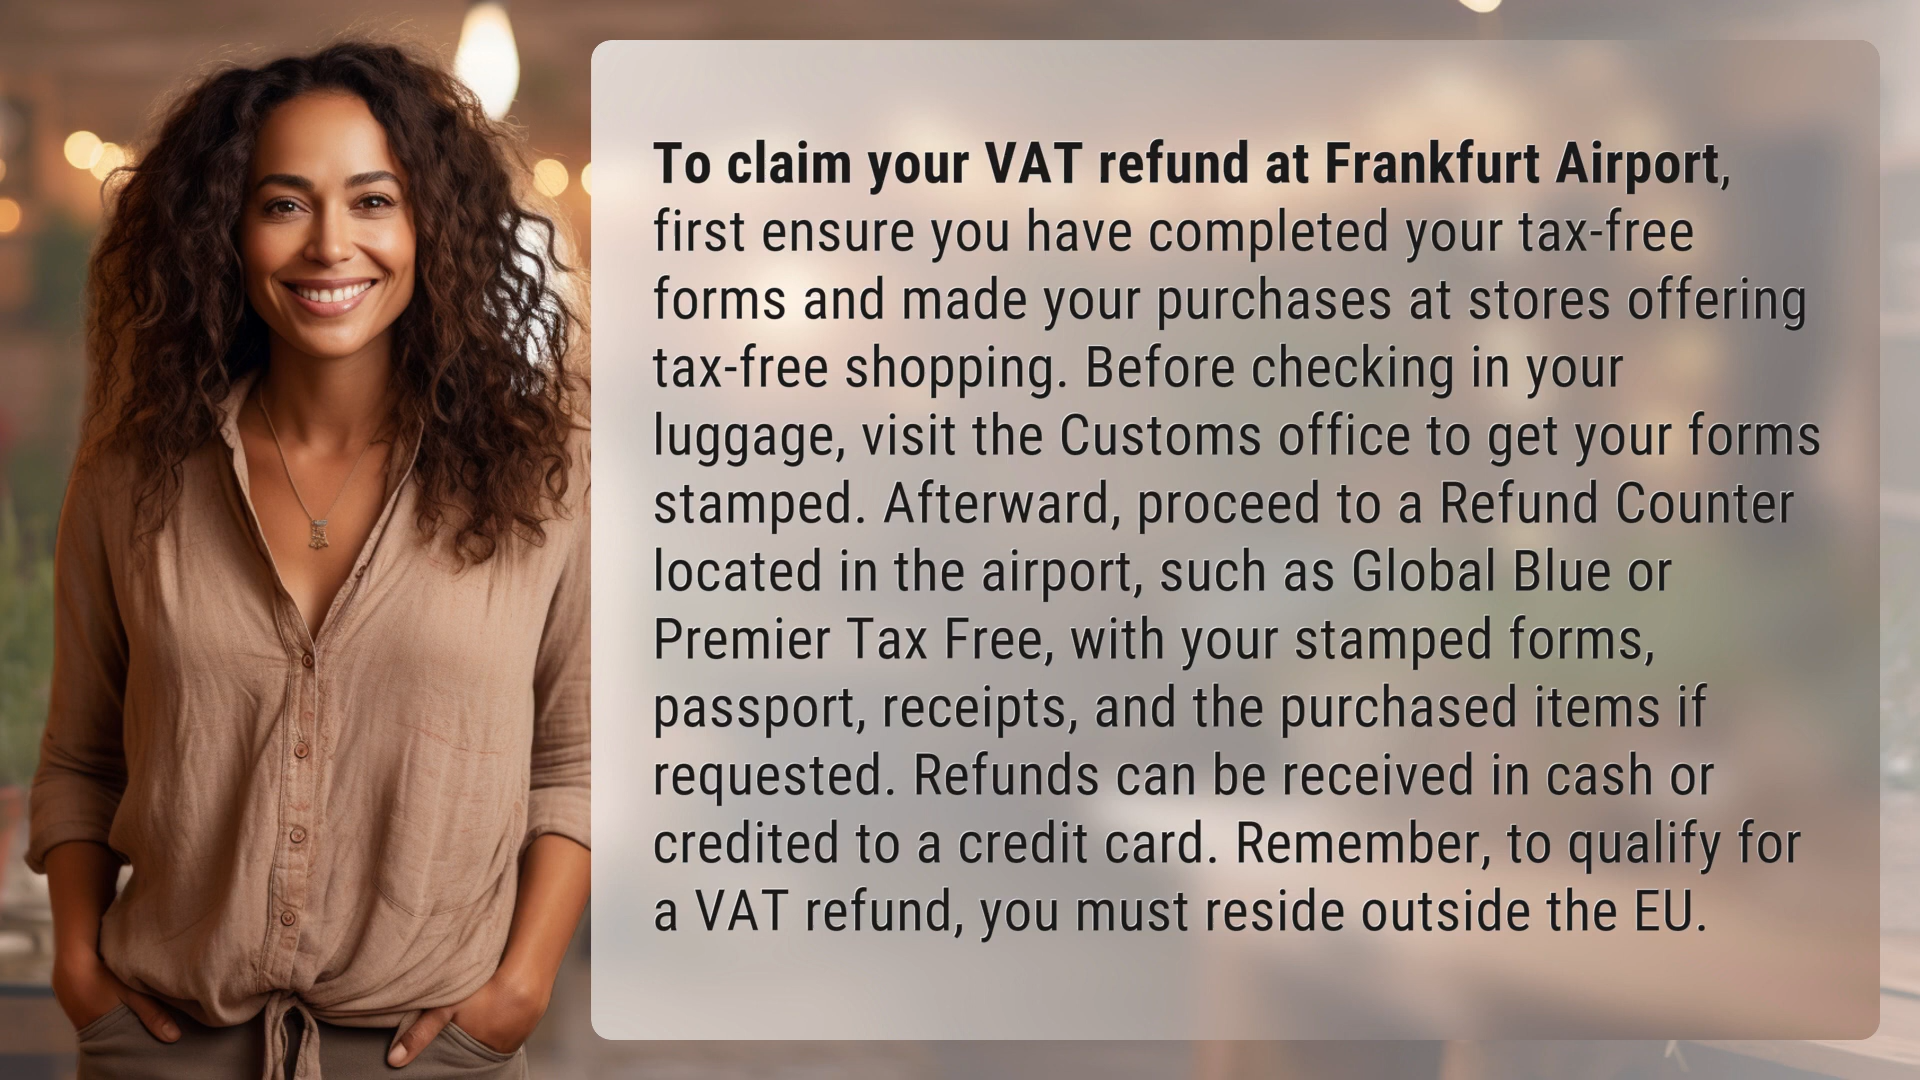 To claim your VAT refund at Frankfurt Airport,
first ensure you have completed your tax-free
forms and made your purchases at stores offering
tax-free shopping. Before checking in your
luggage, visit the Customs office to get your forms
stamped. Afterward, proceed to a Refund Counter
located in the airport, such as Global Blue or
Premier Tax Free, with your stamped forms,
passport, receipts, and the purchased items if
requested. Refunds can be received in cash or
credited to a credit card. Remember, to qualify for
a VAT refund, you must reside outside the EU.